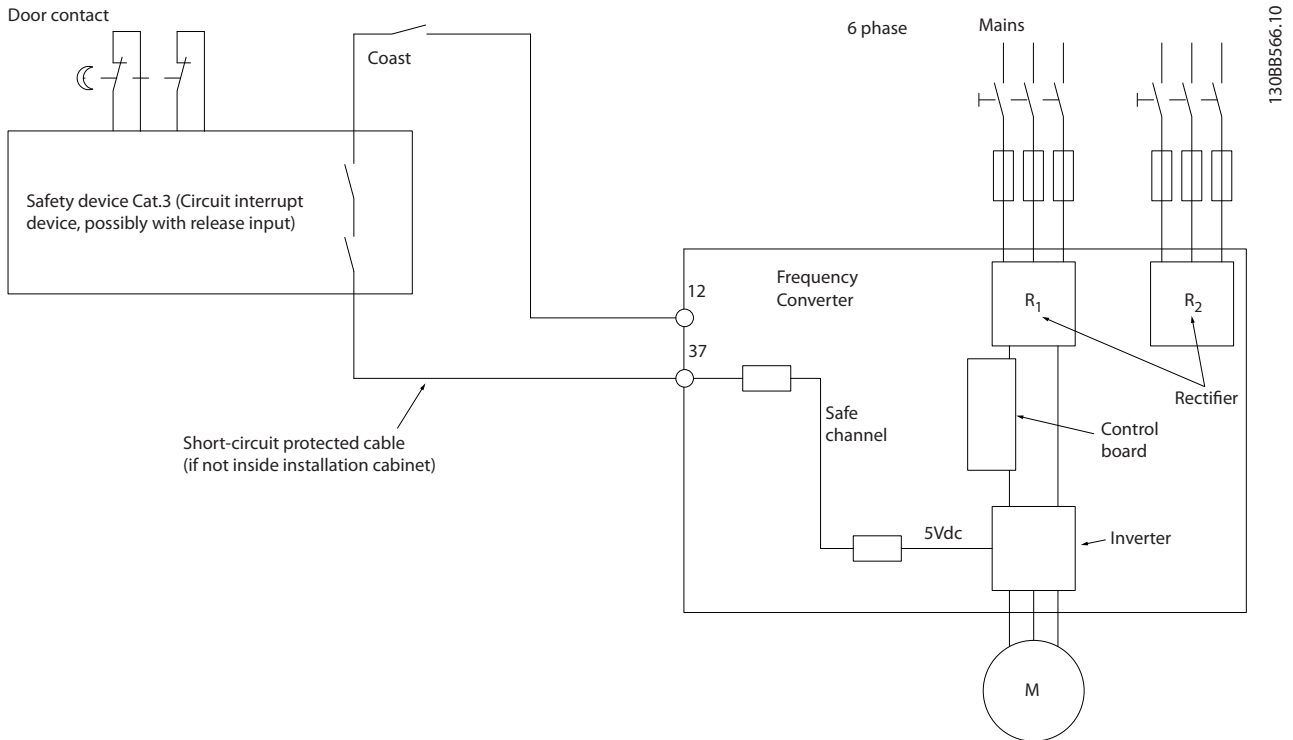 Door contact
Coast
6 phase
Mains
130BB566.10
Safety device Cat.3 (Circuit interrupt
device, possibly with release input)
12
Frequency
Converter
R1
R2
37
Rectifier
Safe
channel
Control
board
Short-circuit protected cable
(if not inside installation cabinet)
5Vdc
Inverter
M